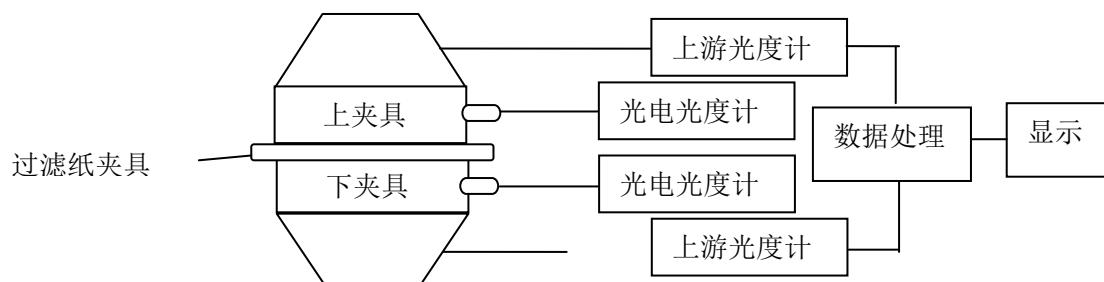 上游光度计
上夹具
光电光度计
数据处理
显示
过滤纸夹具
下夹具
光电光度计
上游光度计